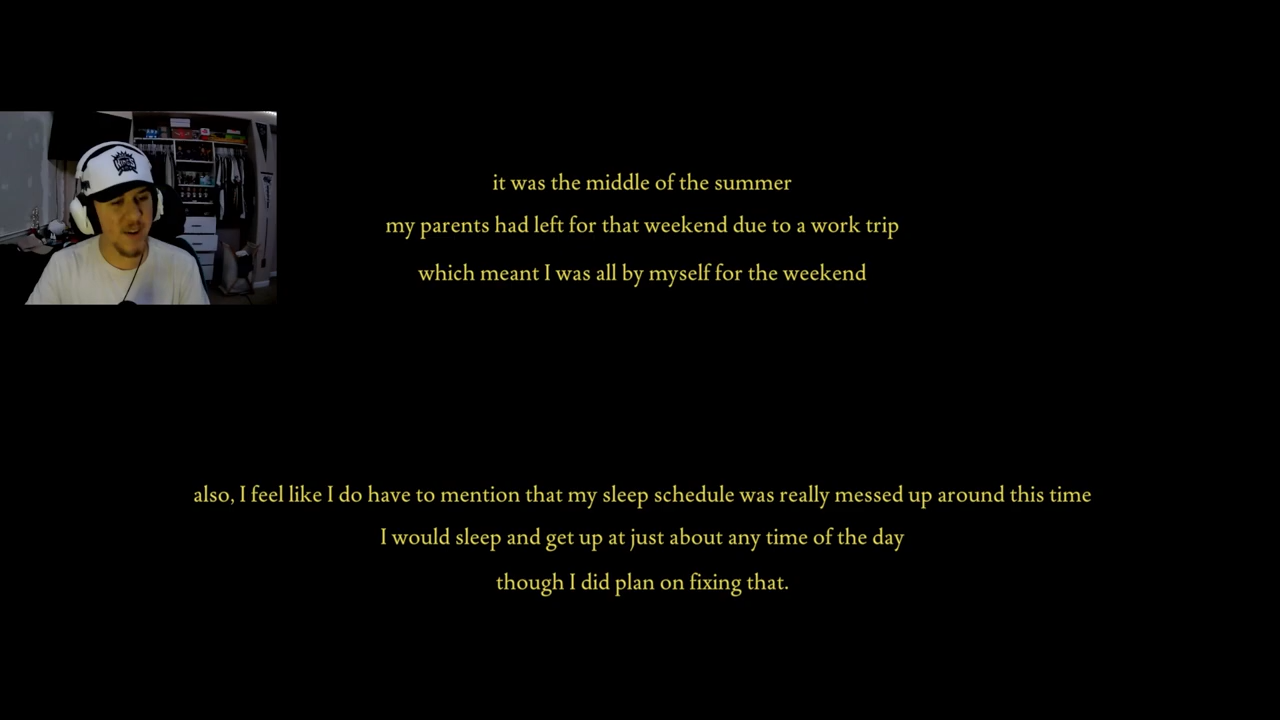 it was the middle of the summer
my parents had left for that weekend due to a work trip
which meant I was all by myself for the weekend
also, I feel like I do have to mention that my sleep schedule was really messed up around this time
I would sleep and get up at just about any time of the day
though I did plan on fixing that.